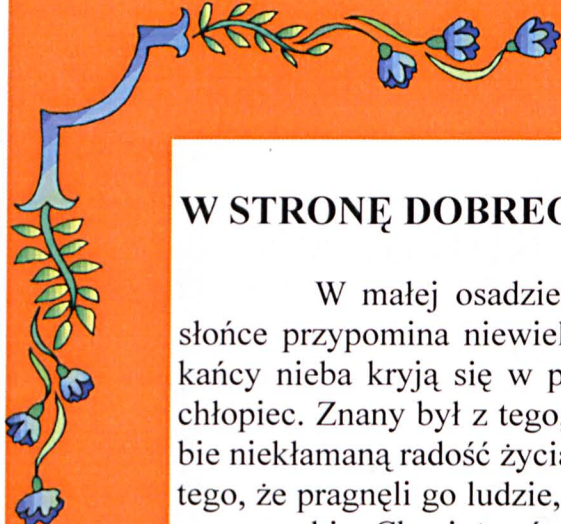 W STRONĘ DOBREG
W małej osadzie
słońce przypomina niewiel
kańcy nieba kryją się w p
chłopiec. Znany był z tego,
bie niekłamaną radość życia
tego, że pragnęli go ludzie,